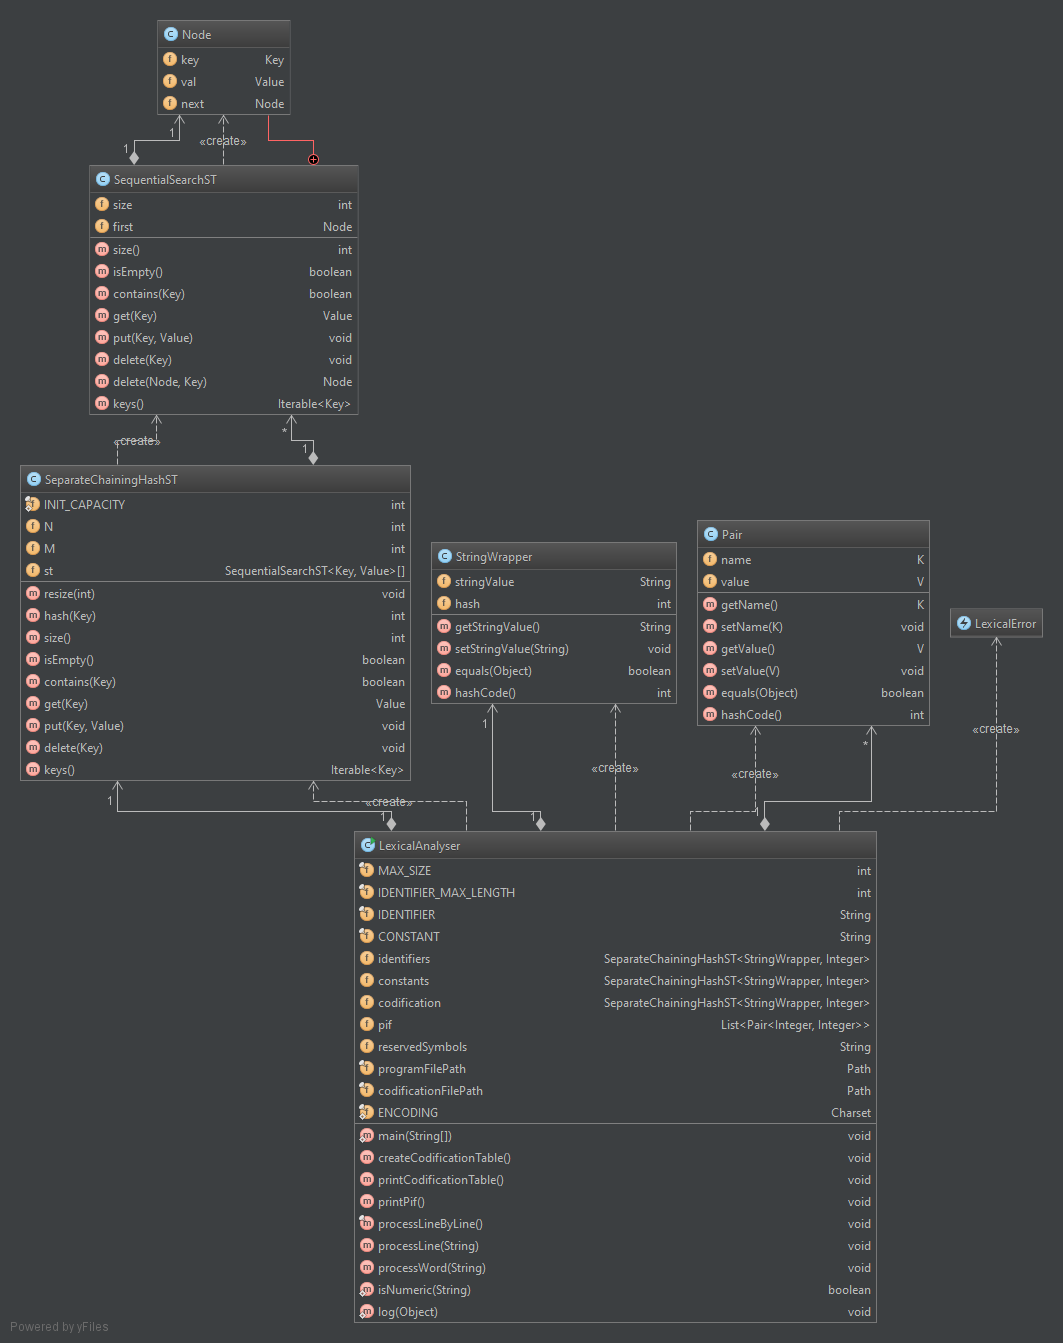 Node
key Key
val Value
next Node
1
1 «create»
SequentialSearchST
size int
first Node
size() int
isEmpty() boolean
contains(Key) boolean
get(Key) Value
put(Key, Value) void
delete(Key) void
delete(Node, Key) Node
keys() Iterable<Key>
«create» * 1
SeparateChainingHashST
INIT_CAPACITY int
N int
M int
st SequentialSearchST<Key, Value>[]
resize(int) void
hash(Key) int
size() int
isEmpty() boolean
contains(Key) boolean
get(Key) Value
put(Key, Value) void
delete(Key) void
keys() Iterable<Key>
StringWrapper
stringValue String
hash int
getStringValue() String
setStringValue(String) void
equals(Object) boolean
hashCode() int
Pair
name K
value V
getName() K
setName(K) void
getValue() V
setValue(V) void
equals(Object) boolean
hashCode() int
LexicalError
1 * «create»
«create» «create»
1 «create»
1 1 1
LexicalAnalyser
MAX_SIZE int
IDENTIFIER_MAX_LENGTH int
IDENTIFIER String
CONSTANT String
identifiers SeparateChainingHashST<StringWrapper, Integer>
constants SeparateChainingHashST<StringWrapper, Integer>
codification SeparateChainingHashST<StringWrapper, Integer>
pif List<Pair<Integer, Integer>>
reservedSymbols String
programFilePath Path
codificationFilePath Path
ENCODING Charset
main(String[]) void
createCodificationTable() void
printCodificationTable() void
printPif() void
processLineByLine() void
processLine(String) void
processWord(String) void
isNumeric(String) boolean
log(Object) void
Powered by yFiles